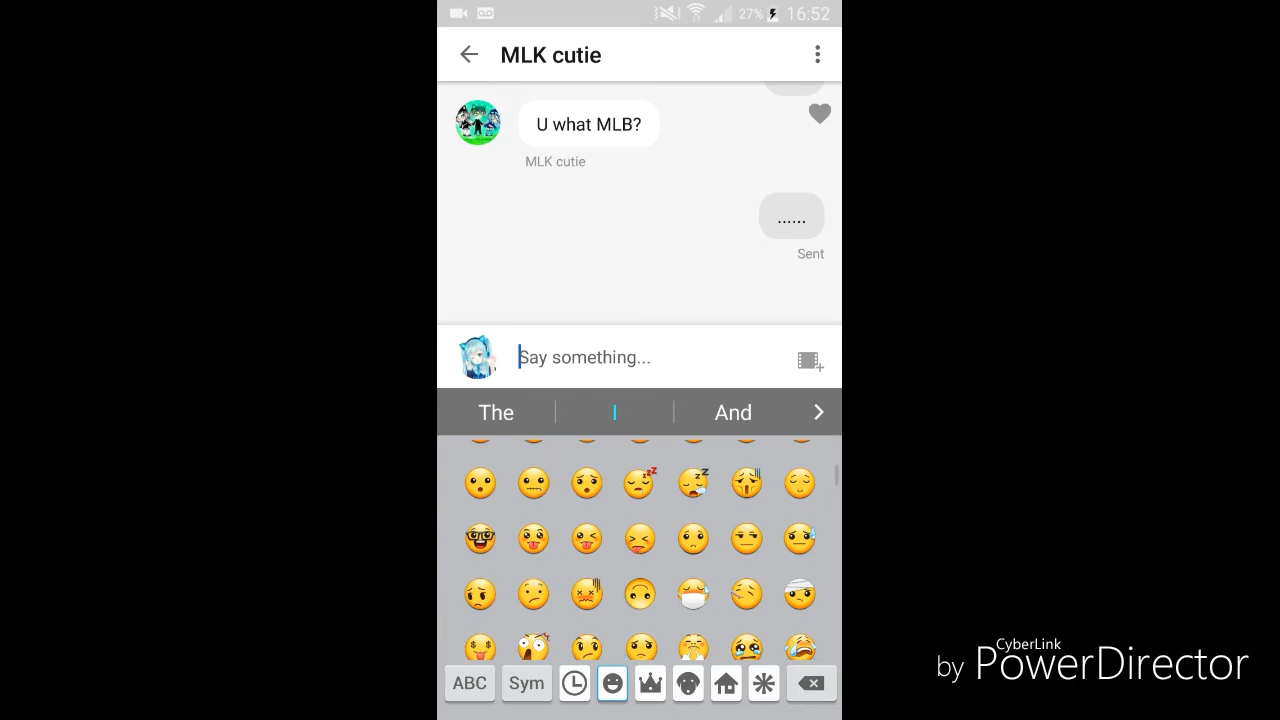 27% 16:52
MLK cutie
U what MLB?
MLK cutie
......
Sent
Say something...
The I And
ABC Sym
CyberLink
by PowerDirector